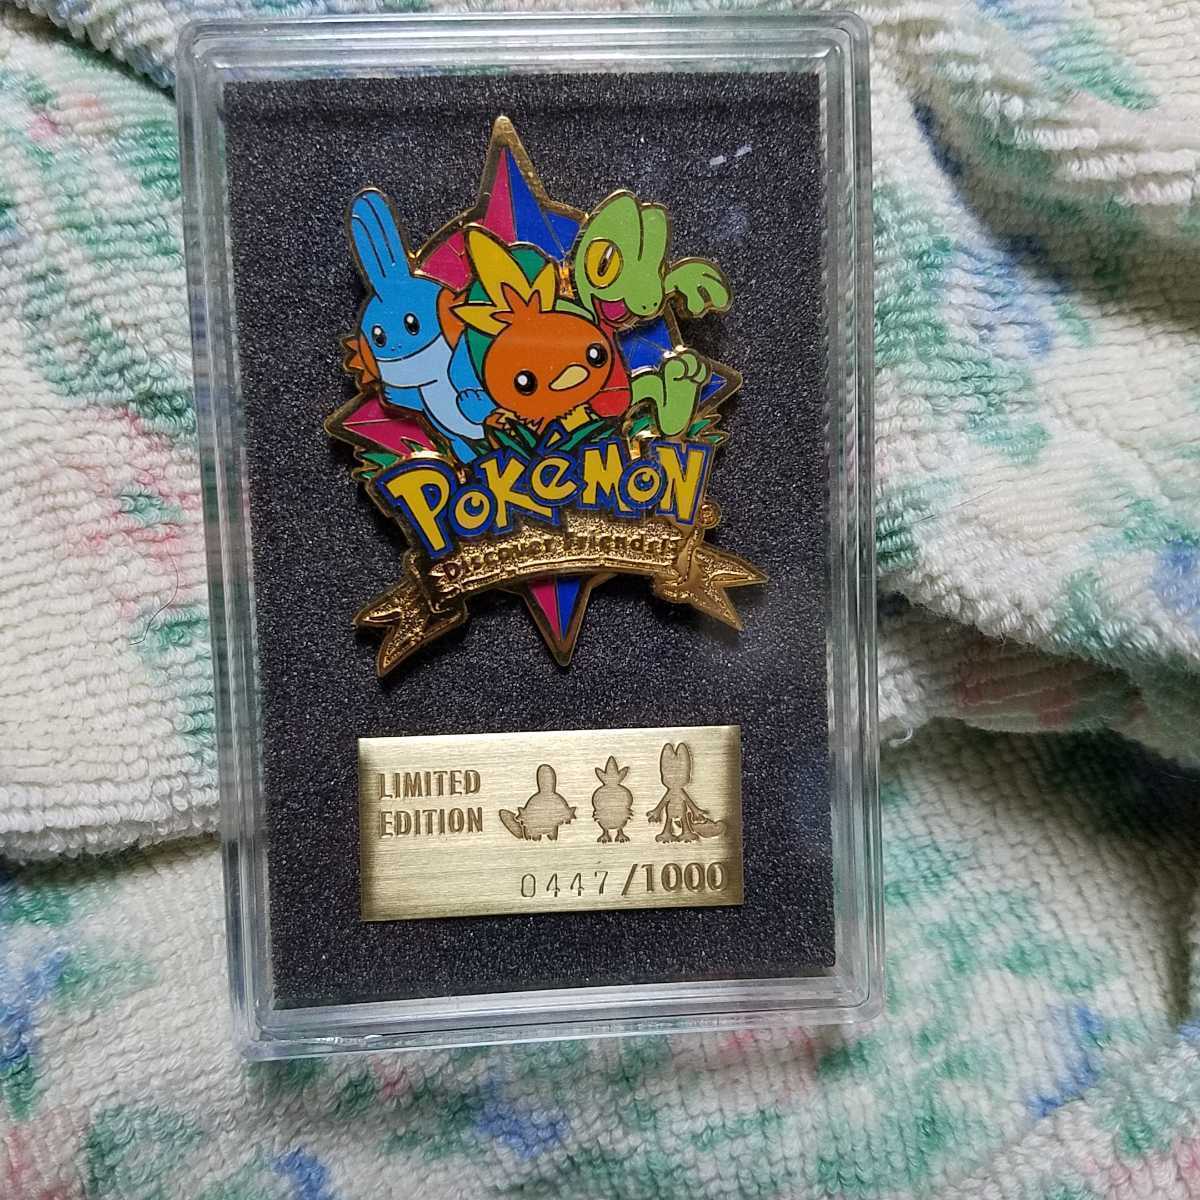 POKéMON
Discover Friends!
LIMITED
EDITION
0447/1000